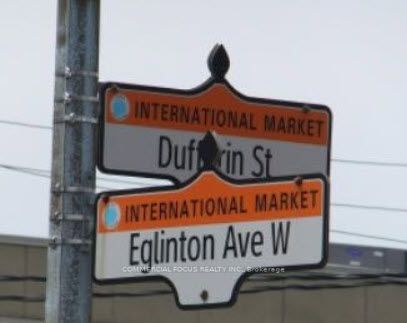 INTERNATIONAL MARKET
Dufferin St
INTERNATIONAL MARKET
Eglinton Ave W
COMMERCIAL FOCUS REALTY INC., Brokerage